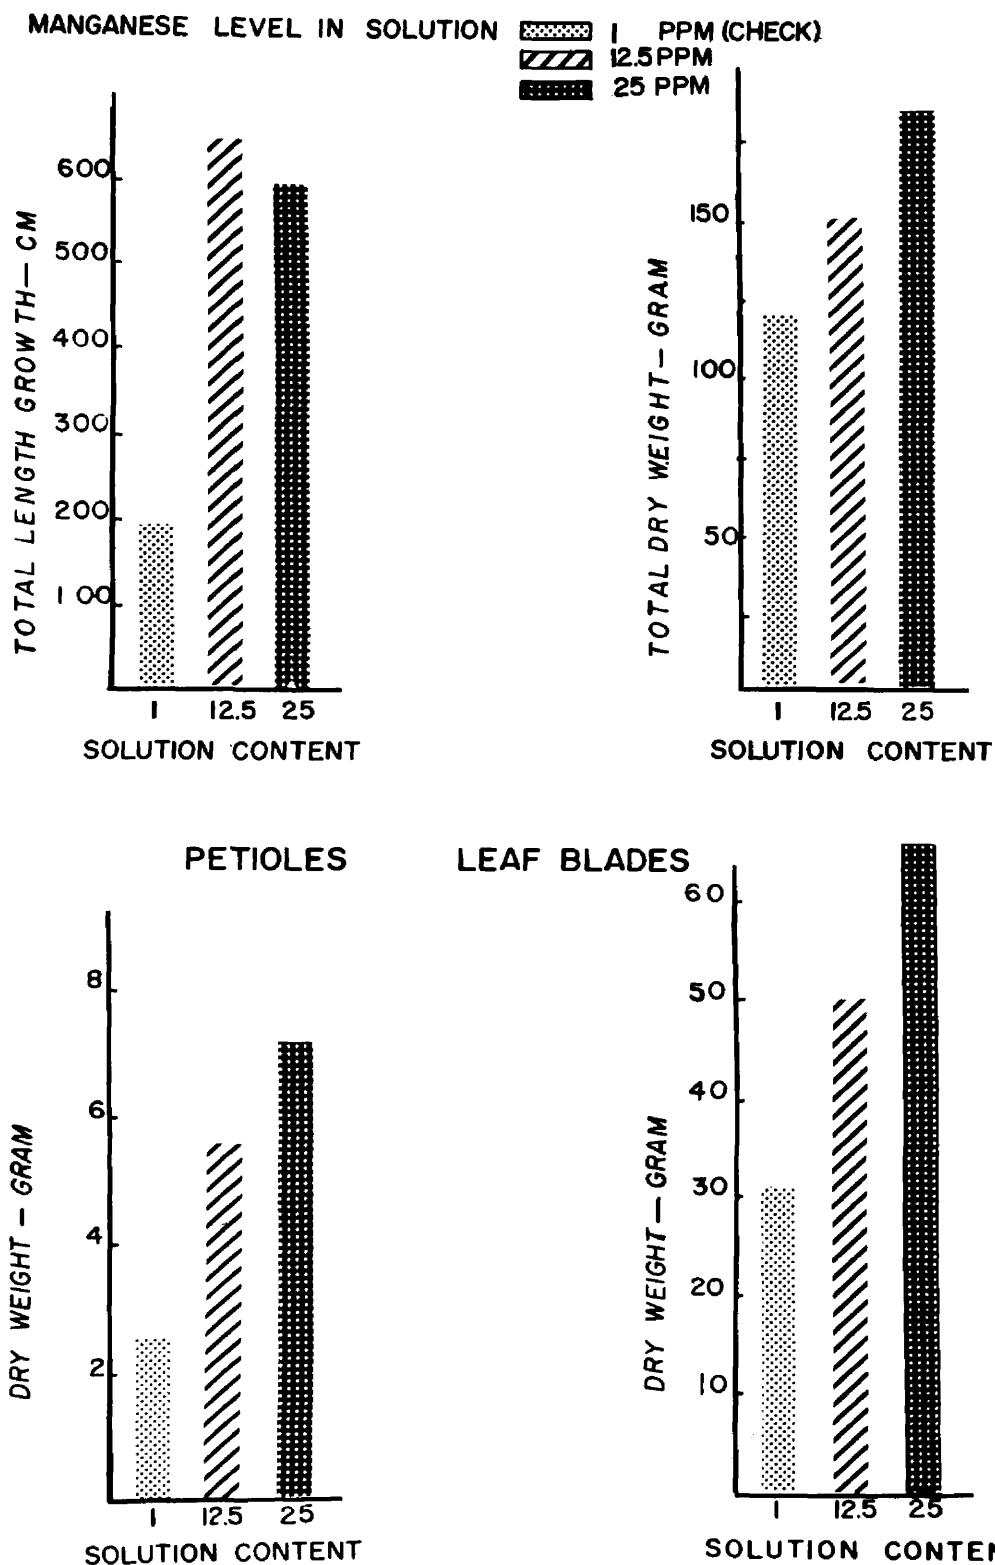 MANGANESE LEVEL IN SOLUTION 1 PPM (CHECK)
12.5 PPM
25 PPM
TOTAL LENGTH GROWTH—CM
600
500
400
300
200
100
1 12.5 25
SOLUTION CONTENT
TOTAL DRY WEIGHT—GRAM
150
100
50
1 12.5 25
SOLUTION CONTENT
PETIOLES
DRY WEIGHT—GRAM
8
6
4
2
1 12.5 25
SOLUTION CONTENT
LEAF BLADES
DRY WEIGHT—GRAM
60
50
40
30
20
10
1 12.5 25
SOLUTION CONTEN